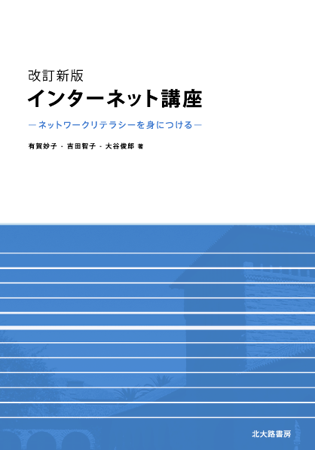 改訂新版
インターネット講座
―ネットワークリテラシーを身につける―
有賀妙子・吉田智子・大谷俊郎 著
北大路書房